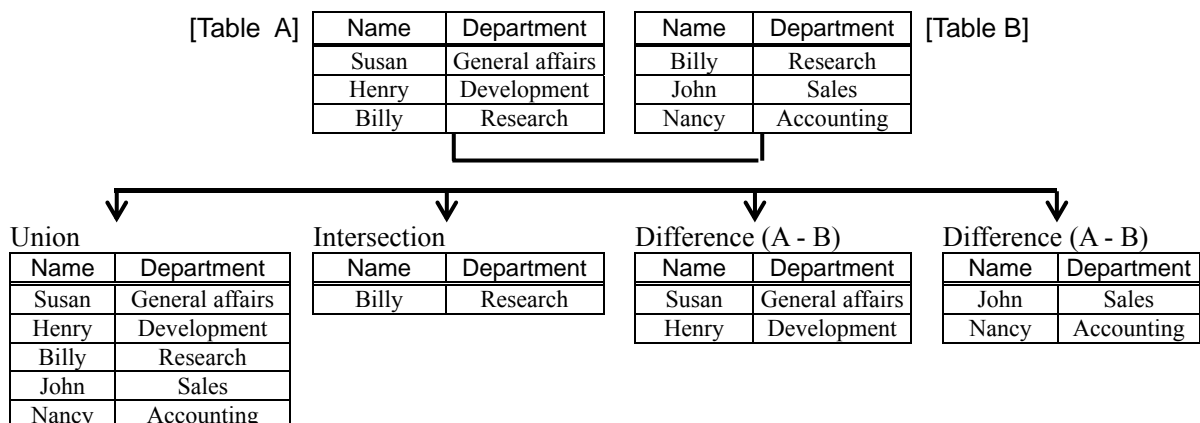 [Table A] Name Department Name Department [Table B]
Susan General affairs Billy Research
Henry Development John Sales
Billy Research Nancy Accounting
Union Intersection Difference (A - B) Difference (A - B)
Name Department Name Department Name Department Name Department
Susan General affairs Billy Research Susan General affairs John Sales
Henry Development Henry Development Nancy Accounting
Billy Research
John Sales
Nancy Accounting